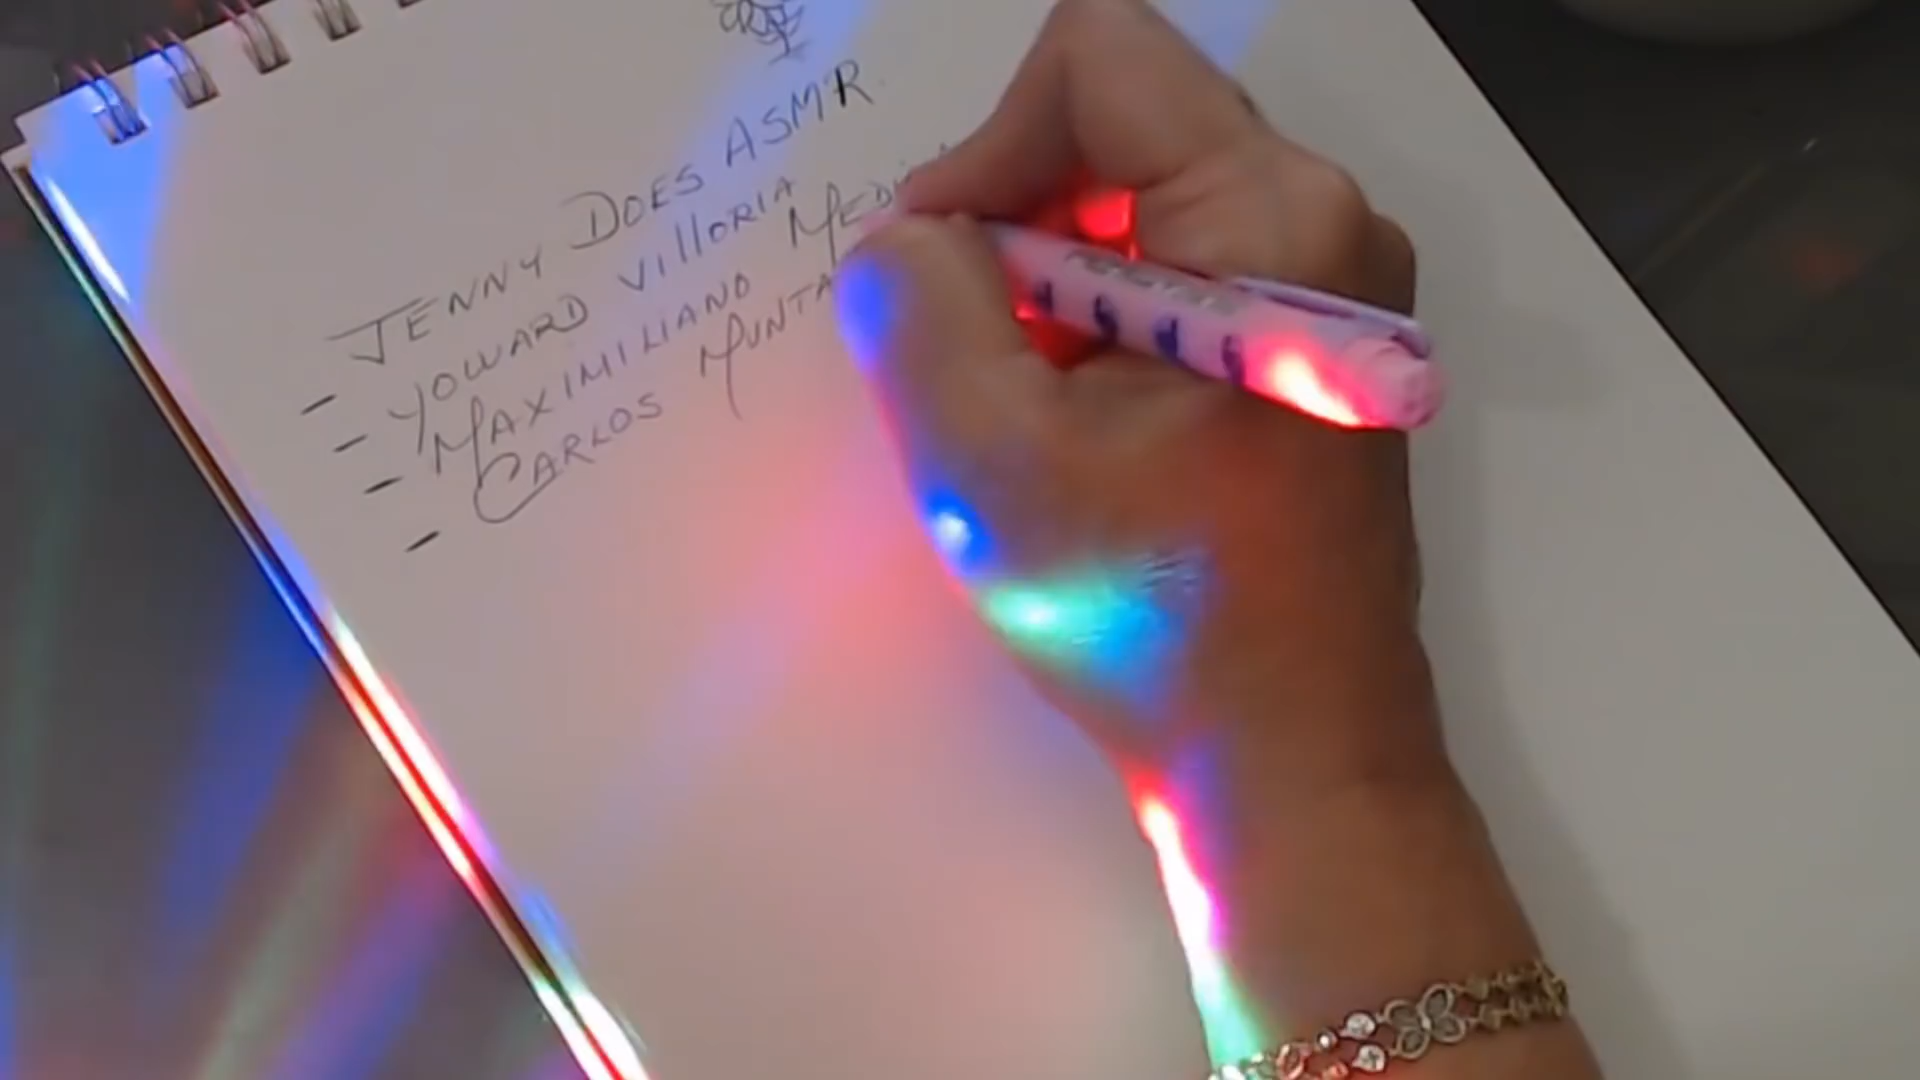 - JENNY DOES ASMR.
- YOWARD VillORIA
- MAXIMILIANO
- CARLOS